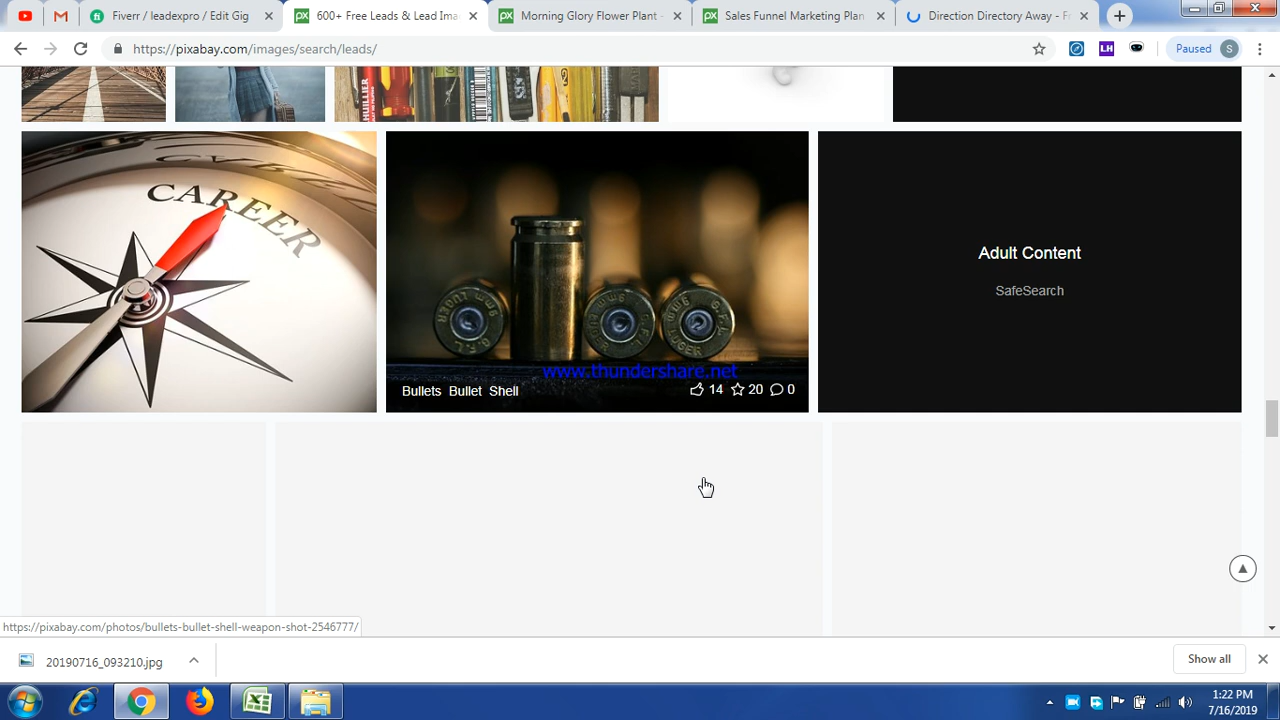 Fiverr / leadexpro / Edit Gig
600+ Free Leads & Lead Ima
Morning Glory Flower Plant -
Sales Funnel Marketing Plan
Direction Directory Away - Fr
https://pixabay.com/images/search/leads/
LH
Paused
S
CAREER
Adult Content
SafeSearch
9mm LUGER
G.F.L.
www.thundershare.net
Bullets Bullet Shell
14 20 0
https://pixabay.com/photos/bullets-bullet-shell-weapon-shot-2546777/
20190716_093210.jpg
Show all
1:22 PM
7/16/2019